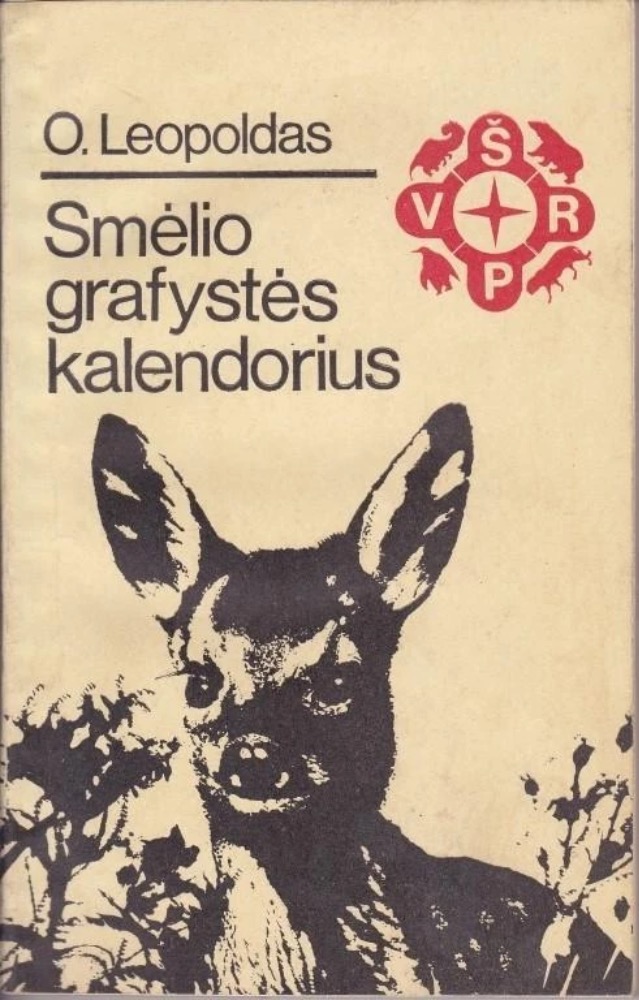 O. Leopoldas
Smėlio
grafystės
kalendorius
Š
V R
P